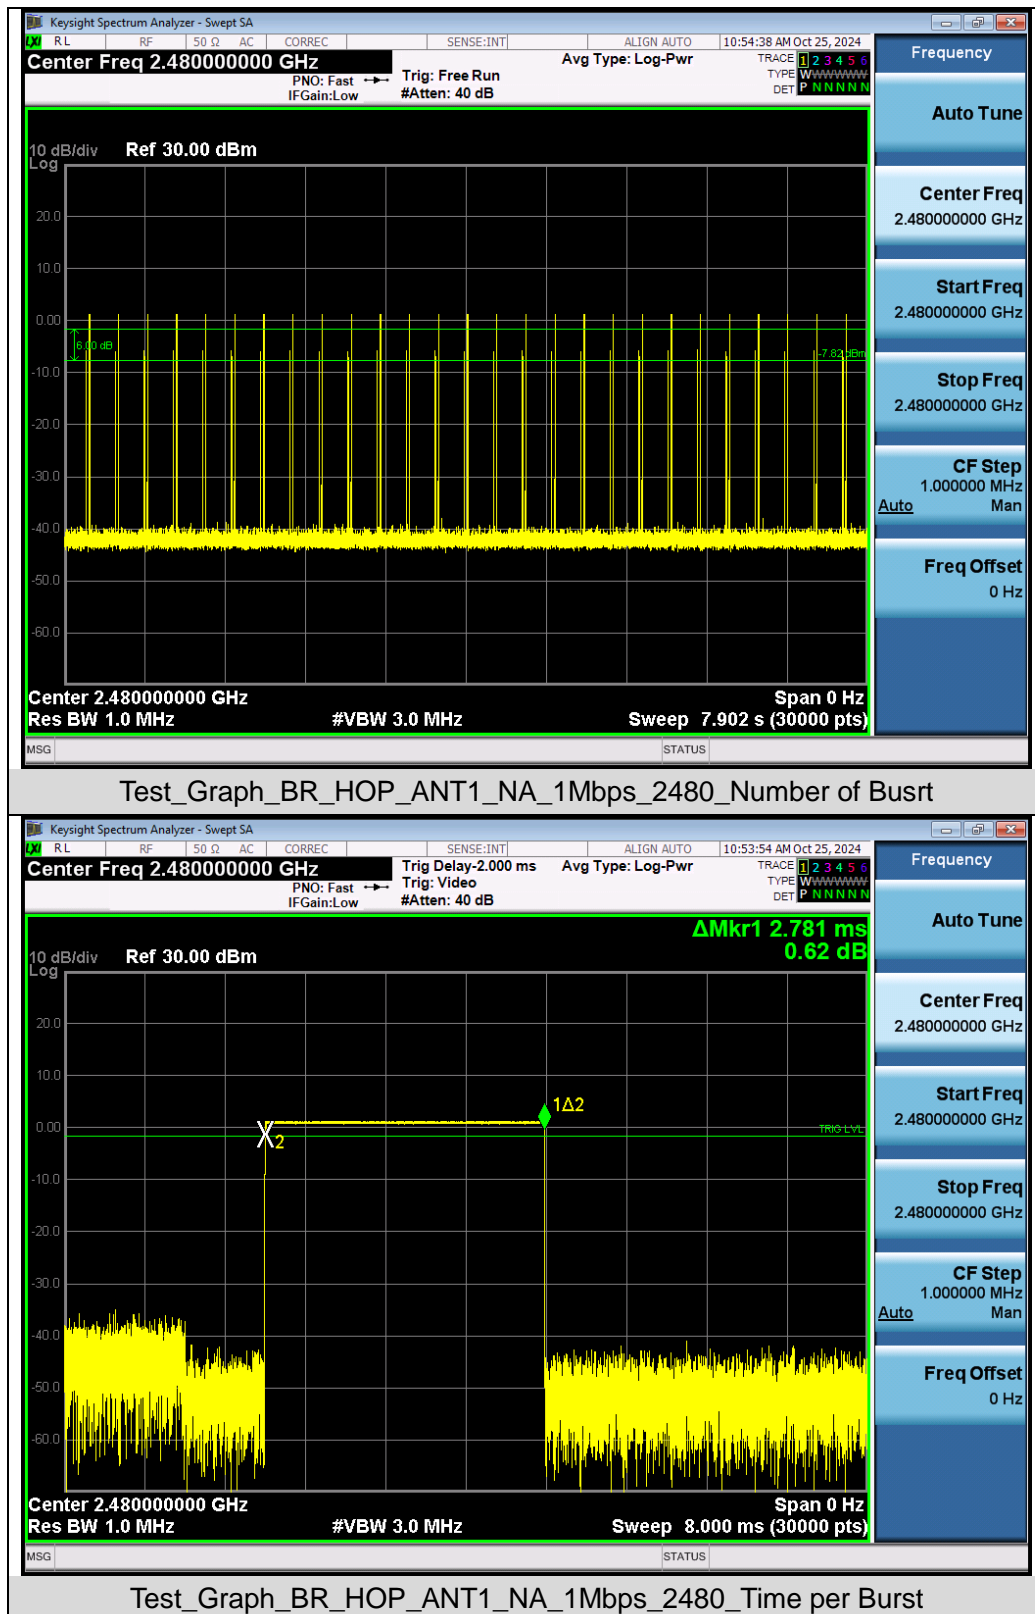 Keysight Spectrum Analyzer - Swept SA
LXI RL RF 50 Ω AC CORREC SENSE:INT ALIGN AUTO 10:54:38 AM Oct 25, 2024
Center Freq 2.480000000 GHz Avg Type: Log-Pwr TRACE 1 2 3 4 5 6
PNO: Fast Trig: Free Run TYPE WWWWWW
IFGain:Low #Atten: 40 dB DET P N N N N N
Frequency
Auto Tune
10 dB/div Ref 30.00 dBm
Log
20.0
10.0
0.00
6.00 dB
-7.82 dBm
-10.0
-20.0
-30.0
-40.0
-50.0
-60.0
Center 2.480000000 GHz Span 0 Hz
Res BW 1.0 MHz #VBW 3.0 MHz Sweep 7.902 s (30000 pts)
Center Freq
2.480000000 GHz
Start Freq
2.480000000 GHz
Stop Freq
2.480000000 GHz
CF Step
1.000000 MHz
Auto Man
Freq Offset
0 Hz
MSG STATUS
Test_Graph_BR_HOP_ANT1_NA_1Mbps_2480_Number of Busrt
Keysight Spectrum Analyzer - Swept SA
LXI RL RF 50 Ω AC CORREC SENSE:INT ALIGN AUTO 10:53:54 AM Oct 25, 2024
Center Freq 2.480000000 GHz Trig Delay-2.000 ms Avg Type: Log-Pwr TRACE 1 2 3 4 5 6
PNO: Fast Trig: Video TYPE WWWWWW
IFGain:Low #Atten: 40 dB DET P N N N N N
Frequency
Auto Tune
ΔMkr1 2.781 ms
0.62 dB
10 dB/div Ref 30.00 dBm
Log
20.0
10.0
1Δ2
0.00
TRIG LVL
2
-10.0
-20.0
-30.0
-40.0
-50.0
-60.0
Center 2.480000000 GHz Span 0 Hz
Res BW 1.0 MHz #VBW 3.0 MHz Sweep 8.000 ms (30000 pts)
Center Freq
2.480000000 GHz
Start Freq
2.480000000 GHz
Stop Freq
2.480000000 GHz
CF Step
1.000000 MHz
Auto Man
Freq Offset
0 Hz
MSG STATUS
Test_Graph_BR_HOP_ANT1_NA_1Mbps_2480_Time per Burst